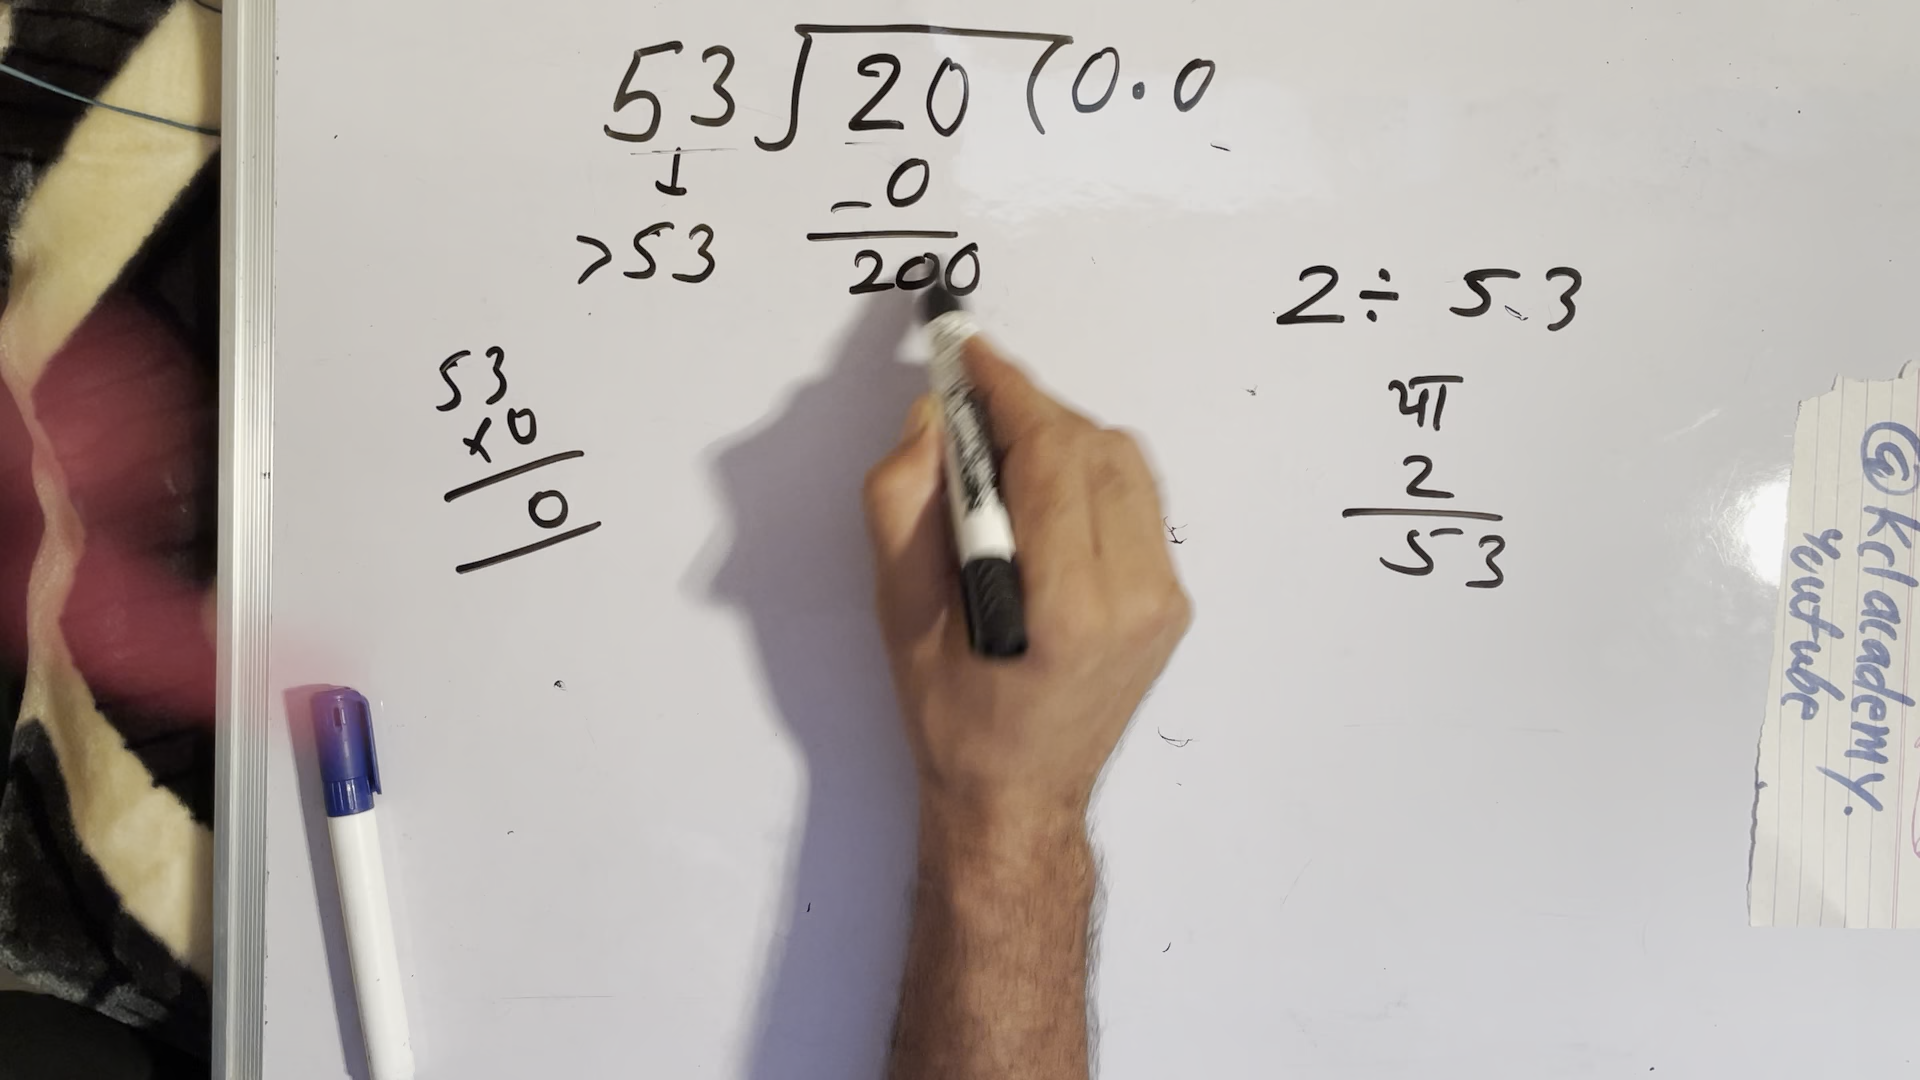 53 ⟌ 20 ( 0.0
1
- 0
> 53
200
2 ÷ 53
या
2
53
53
× 0
0
@Kclacademy.
Youtube